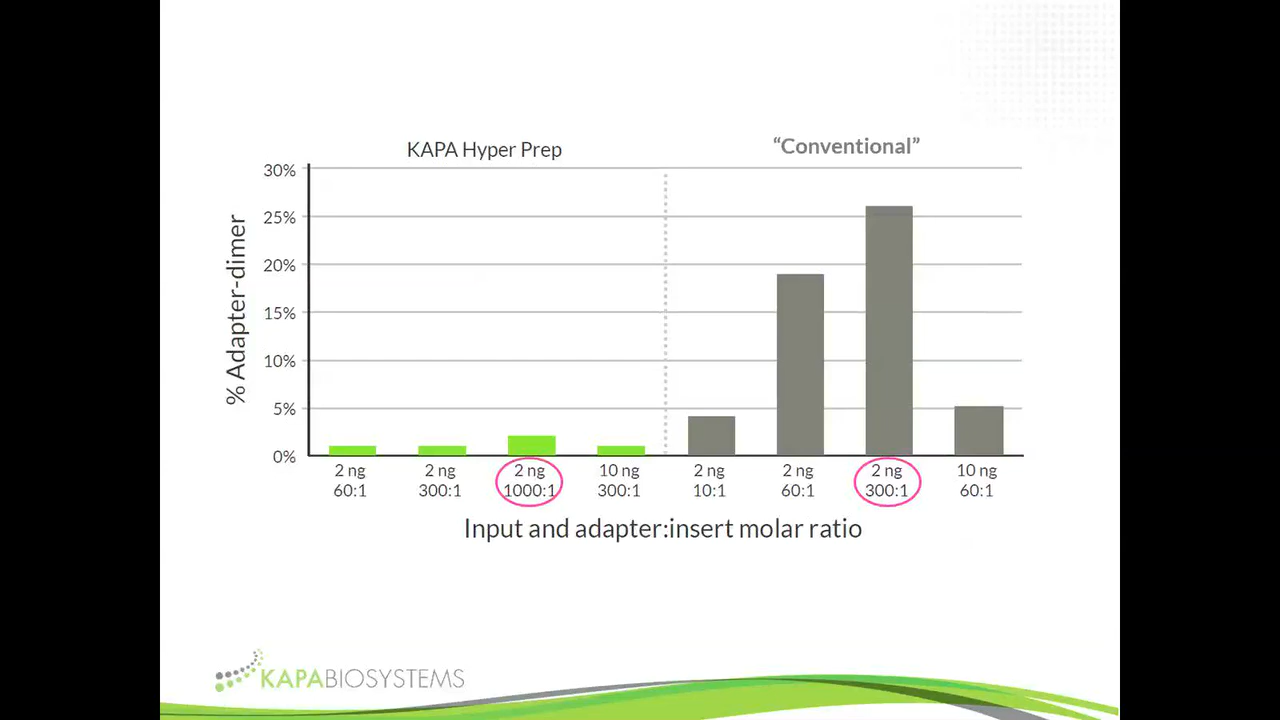 KAPA Hyper Prep
“Conventional”
% Adapter-dimer
30%
25%
20%
15%
10%
5%
0%
2 ng
60:1
2 ng
300:1
2 ng
1000:1
10 ng
300:1
2 ng
10:1
2 ng
60:1
2 ng
300:1
10 ng
60:1
Input and adapter:insert molar ratio
KAPABIOSYSTEMS